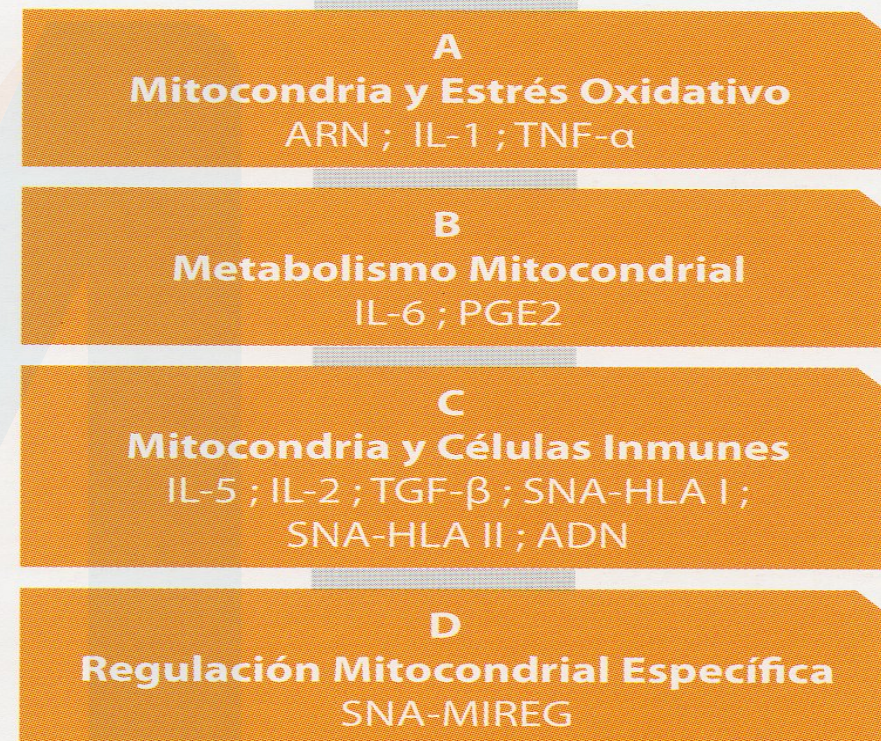 A
Mitocondria y Estrés Oxidativo
ARN ; IL-1 ; TNF-α
B
Metabolismo Mitocondrial
IL-6 ; PGE2
C
Mitocondria y Células Inmunes
IL-5 ; IL-2 ; TGF-β ; SNA-HLA I ;
SNA-HLA II ; ADN
D
Regulación Mitocondrial Específica
SNA-MIREG